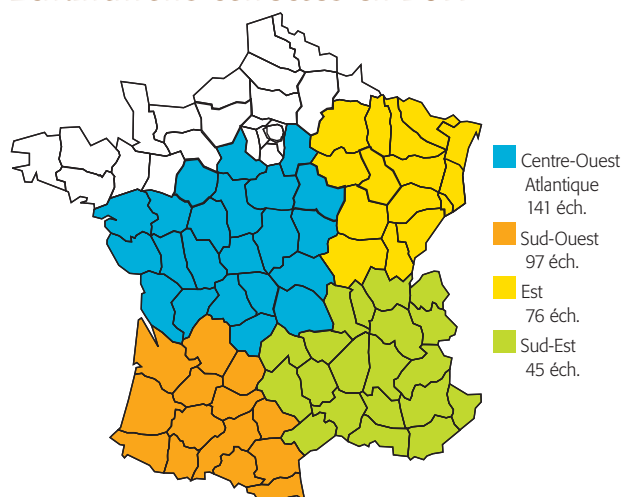 Centre-Ouest
Atlantique
141 éch.
Sud-Ouest
97 éch.
Est
76 éch.
Sud-Est
45 éch.